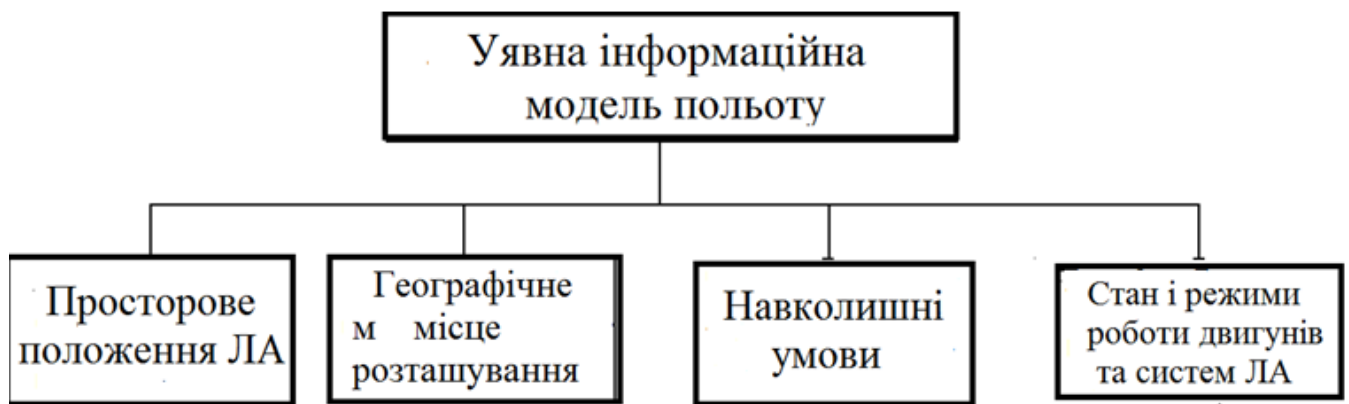 Уявна інформаційна
модель польоту
Просторове
положення ЛА
Географічне
м місце
розташування
Навколишні
умови
Стан і режими
роботи двигунів
та систем ЛА